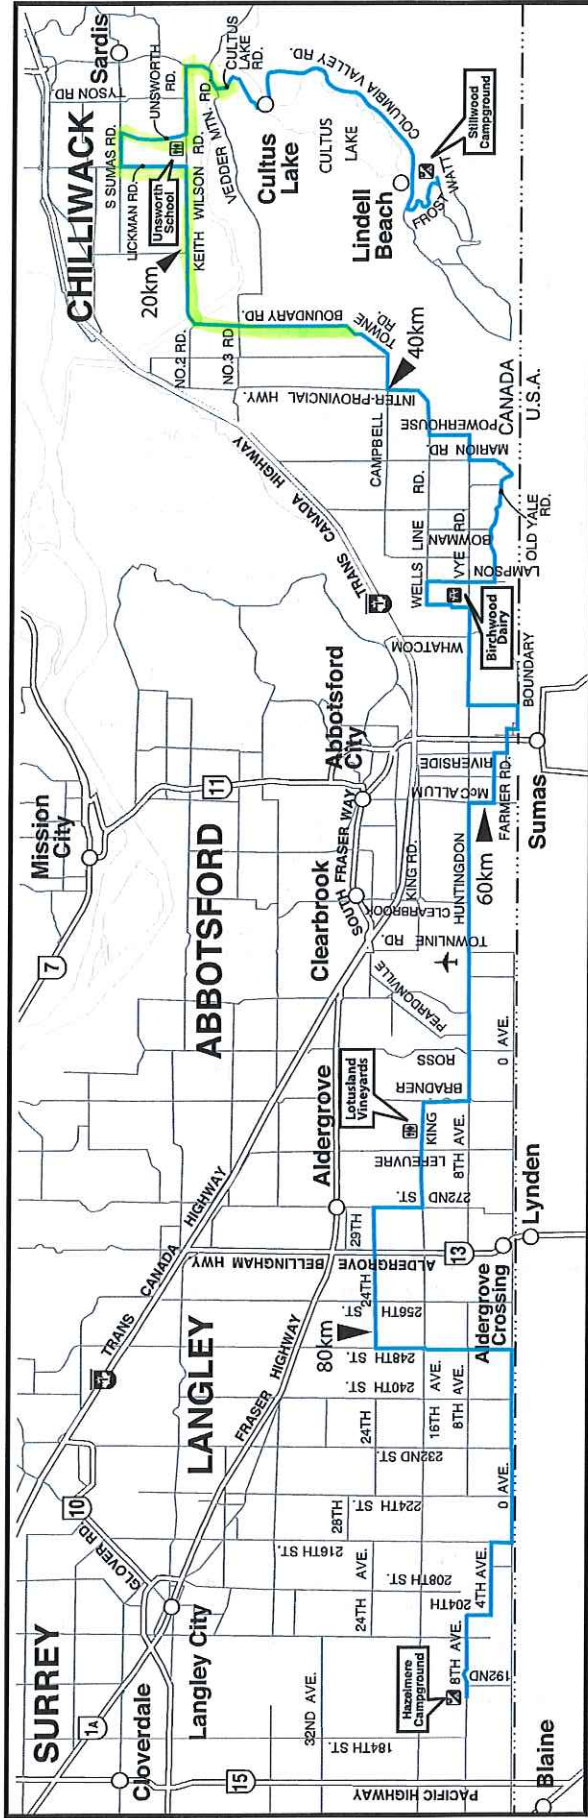 SURREY
CHILLIWACK
ABBOTSFORD
LANGLEY
Cloverdale
Langley City
Blaine
15
1A
10
GLOVER RD.
PACIFIC HIGHWAY
184TH ST.
32ND AVE.
Hazelmere
Campground
192ND
8TH AVE.
204TH
4TH AVE.
208TH ST.
24TH
AVE.
216TH ST.
28TH
224TH ST.
0 AVE.
232ND ST.
24TH
16TH AVE.
8TH AVE.
240TH ST.
248TH ST.
80km
24TH
256TH ST.
29TH
TRANS CANADA HIGHWAY
FRASER HIGHWAY
ALDERGROVE
BELLINGHAM HWY.
13
Aldergrove
Crossing
Lynden
Aldergrove
272ND ST.
LEFEUVRE
8TH AVE.
KING
Lotusland
Vineyards
BRADNER
ROSS
0 AVE.
PEARDONVILLE
TOWNLINE RD.
HUNTINGDON
CLEARBROOK
KING RD.
Clearbrook
SOUTH FRASER WAY
Abbotsford
City
7
Mission
City
11
60km
McCALLUM
FARMER RD.
RIVERSIDE
Sumas
BOUNDARY
WHATCOM
Birchwood
Dairy
WELLS LINE RD.
VYE RD.
LAMPSON
BOWMAN
OLD YALE
RD.
MARION RD.
POWERHOUSE
CANADA
U.S.A.
CAMPBELL
INTER-PROVINCIAL HWY.
40km
TOWNE
RD.
BOUNDARY RD.
TRANS CANADA HIGHWAY
NO.2 RD.
NO.3 RD.
20km
KEITH WILSON RD.
LICKMAN RD.
S SUMAS RD.
Unsworth
School
UNSWORTH
RD.
TYSON RD
Sardis
VEDDER MTN. RD
CULTUS
LAKE
RD.
Cultus
Lake
CULTUS
LAKE
COLUMBIA VALLEY RD.
Lindell
Beach
FROST
WATT
Stillwood
Campground